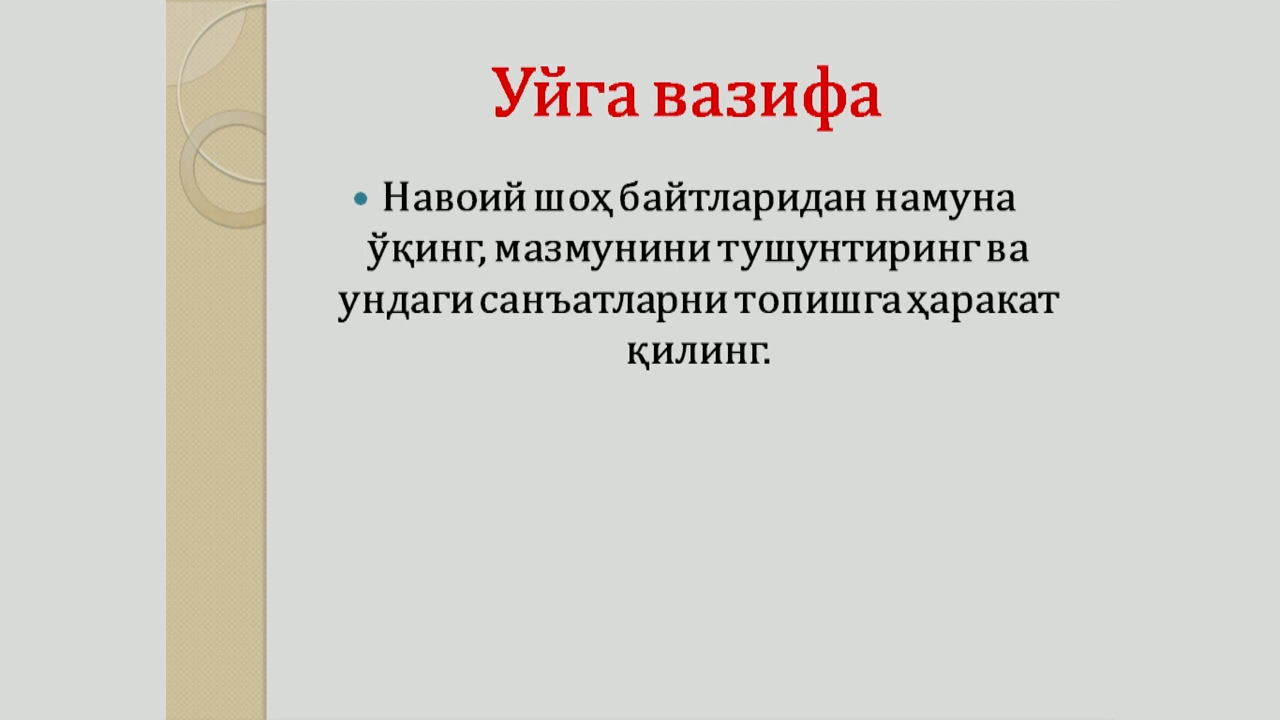 Уйга вазифа
• Навоий шоҳ байтларидан намуна
ўқинг, мазмунини тушунтиринг ва
ундаги санъатларни топишга ҳаракат
қилинг.